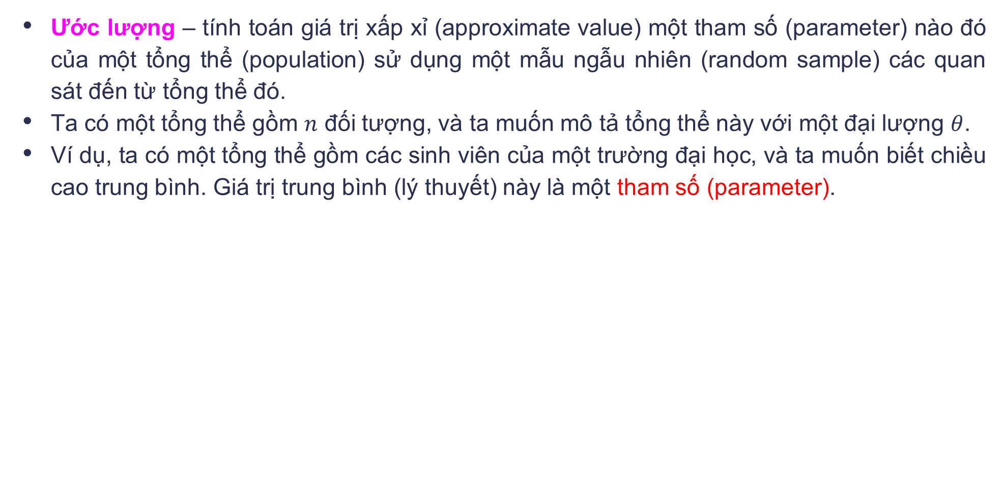 • Ước lượng – tính toán giá trị xấp xỉ (approximate value) một tham số (parameter) nào đó
của một tổng thể (population) sử dụng một mẫu ngẫu nhiên (random sample) các quan
sát đến từ tổng thể đó.
• Ta có một tổng thể gồm 𝑛 đối tượng, và ta muốn mô tả tổng thể này với một đại lượng 𝜃.
• Ví dụ, ta có một tổng thể gồm các sinh viên của một trường đại học, và ta muốn biết chiều
cao trung bình. Giá trị trung bình (lý thuyết) này là một tham số (parameter).